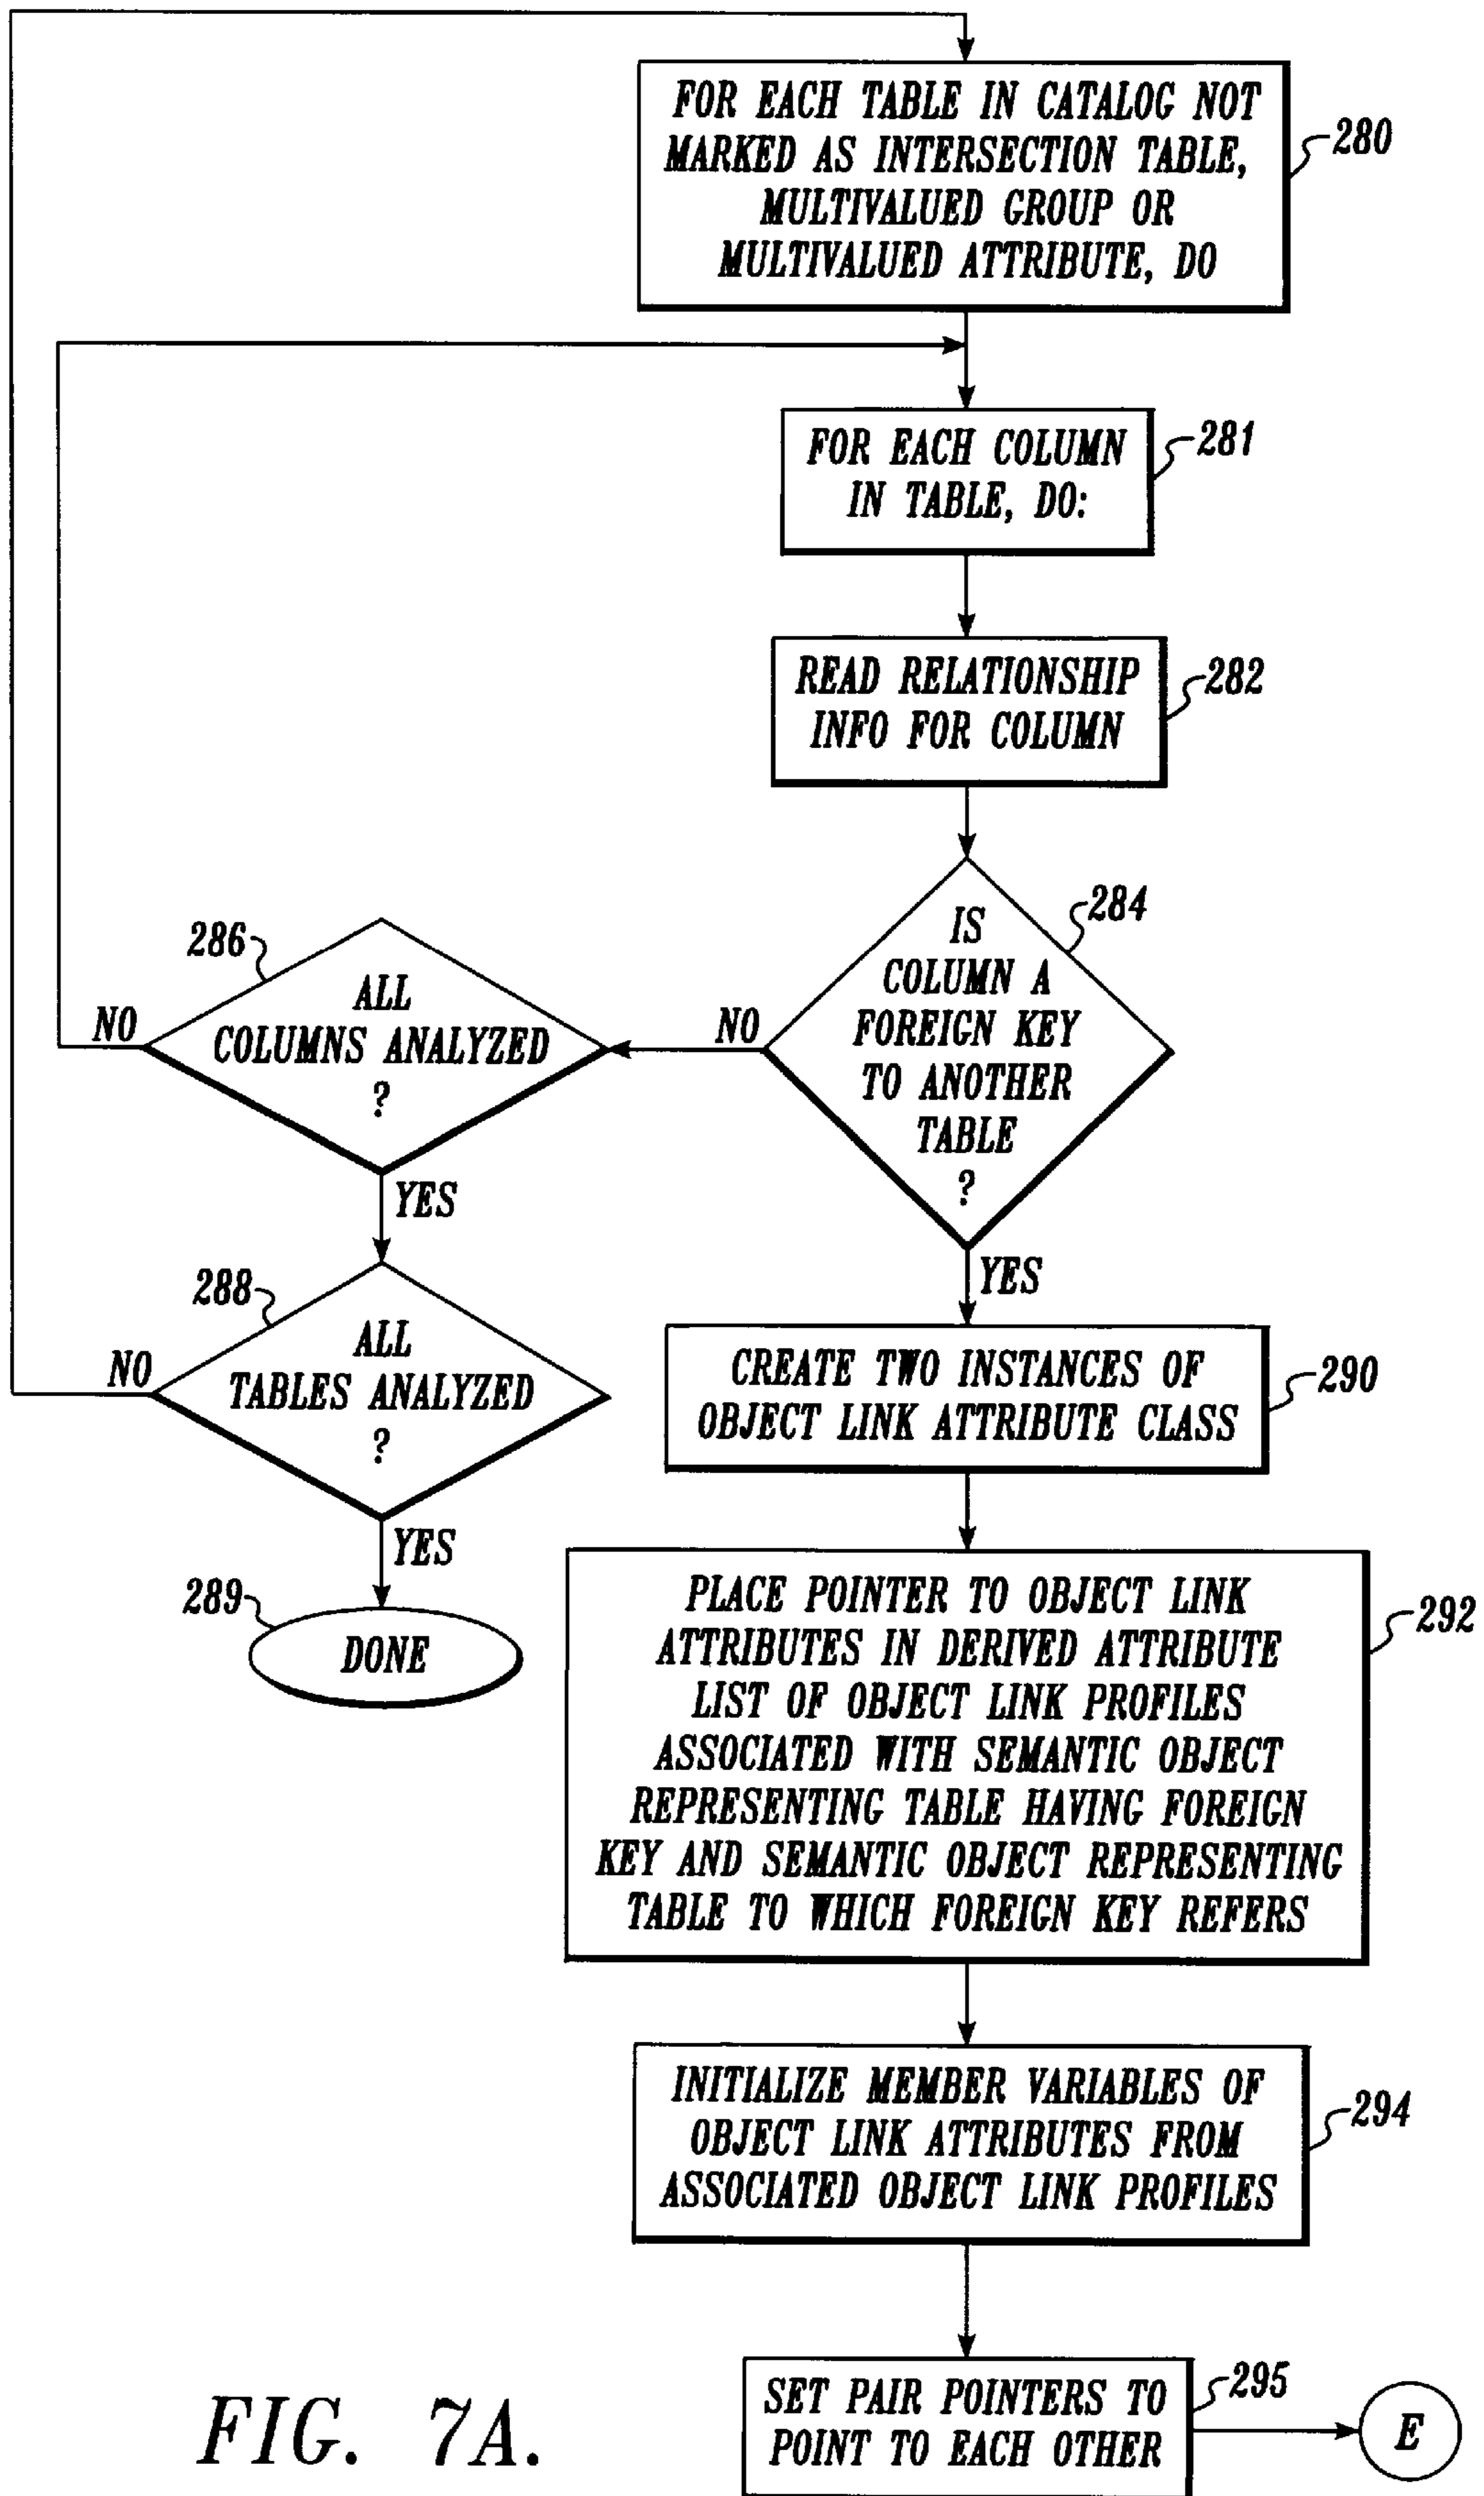 FOR EACH TABLE IN CATALOG NOT
MARKED AS INTERSECTION TABLE,
MULTIVALUED GROUP OR
MULTIVALUED ATTRIBUTE, DO
280
FOR EACH COLUMN
IN TABLE, DO:
281
READ RELATIONSHIP
INFO FOR COLUMN
282
IS
COLUMN A
FOREIGN KEY
TO ANOTHER
TABLE
?
284
NO
YES
286
ALL
COLUMNS ANALYZED
?
NO
YES
288
ALL
TABLES ANALYZED
?
NO
YES
289
DONE
CREATE TWO INSTANCES OF
OBJECT LINK ATTRIBUTE CLASS
290
PLACE POINTER TO OBJECT LINK
ATTRIBUTES IN DERIVED ATTRIBUTE
LIST OF OBJECT LINK PROFILES
ASSOCIATED WITH SEMANTIC OBJECT
REPRESENTING TABLE HAVING FOREIGN
KEY AND SEMANTIC OBJECT REPRESENTING
TABLE TO WHICH FOREIGN KEY REFERS
292
INITIALIZE MEMBER VARIABLES OF
OBJECT LINK ATTRIBUTES FROM
ASSOCIATED OBJECT LINK PROFILES
294
SET PAIR POINTERS TO
POINT TO EACH OTHER
295
E
FIG. 7A.